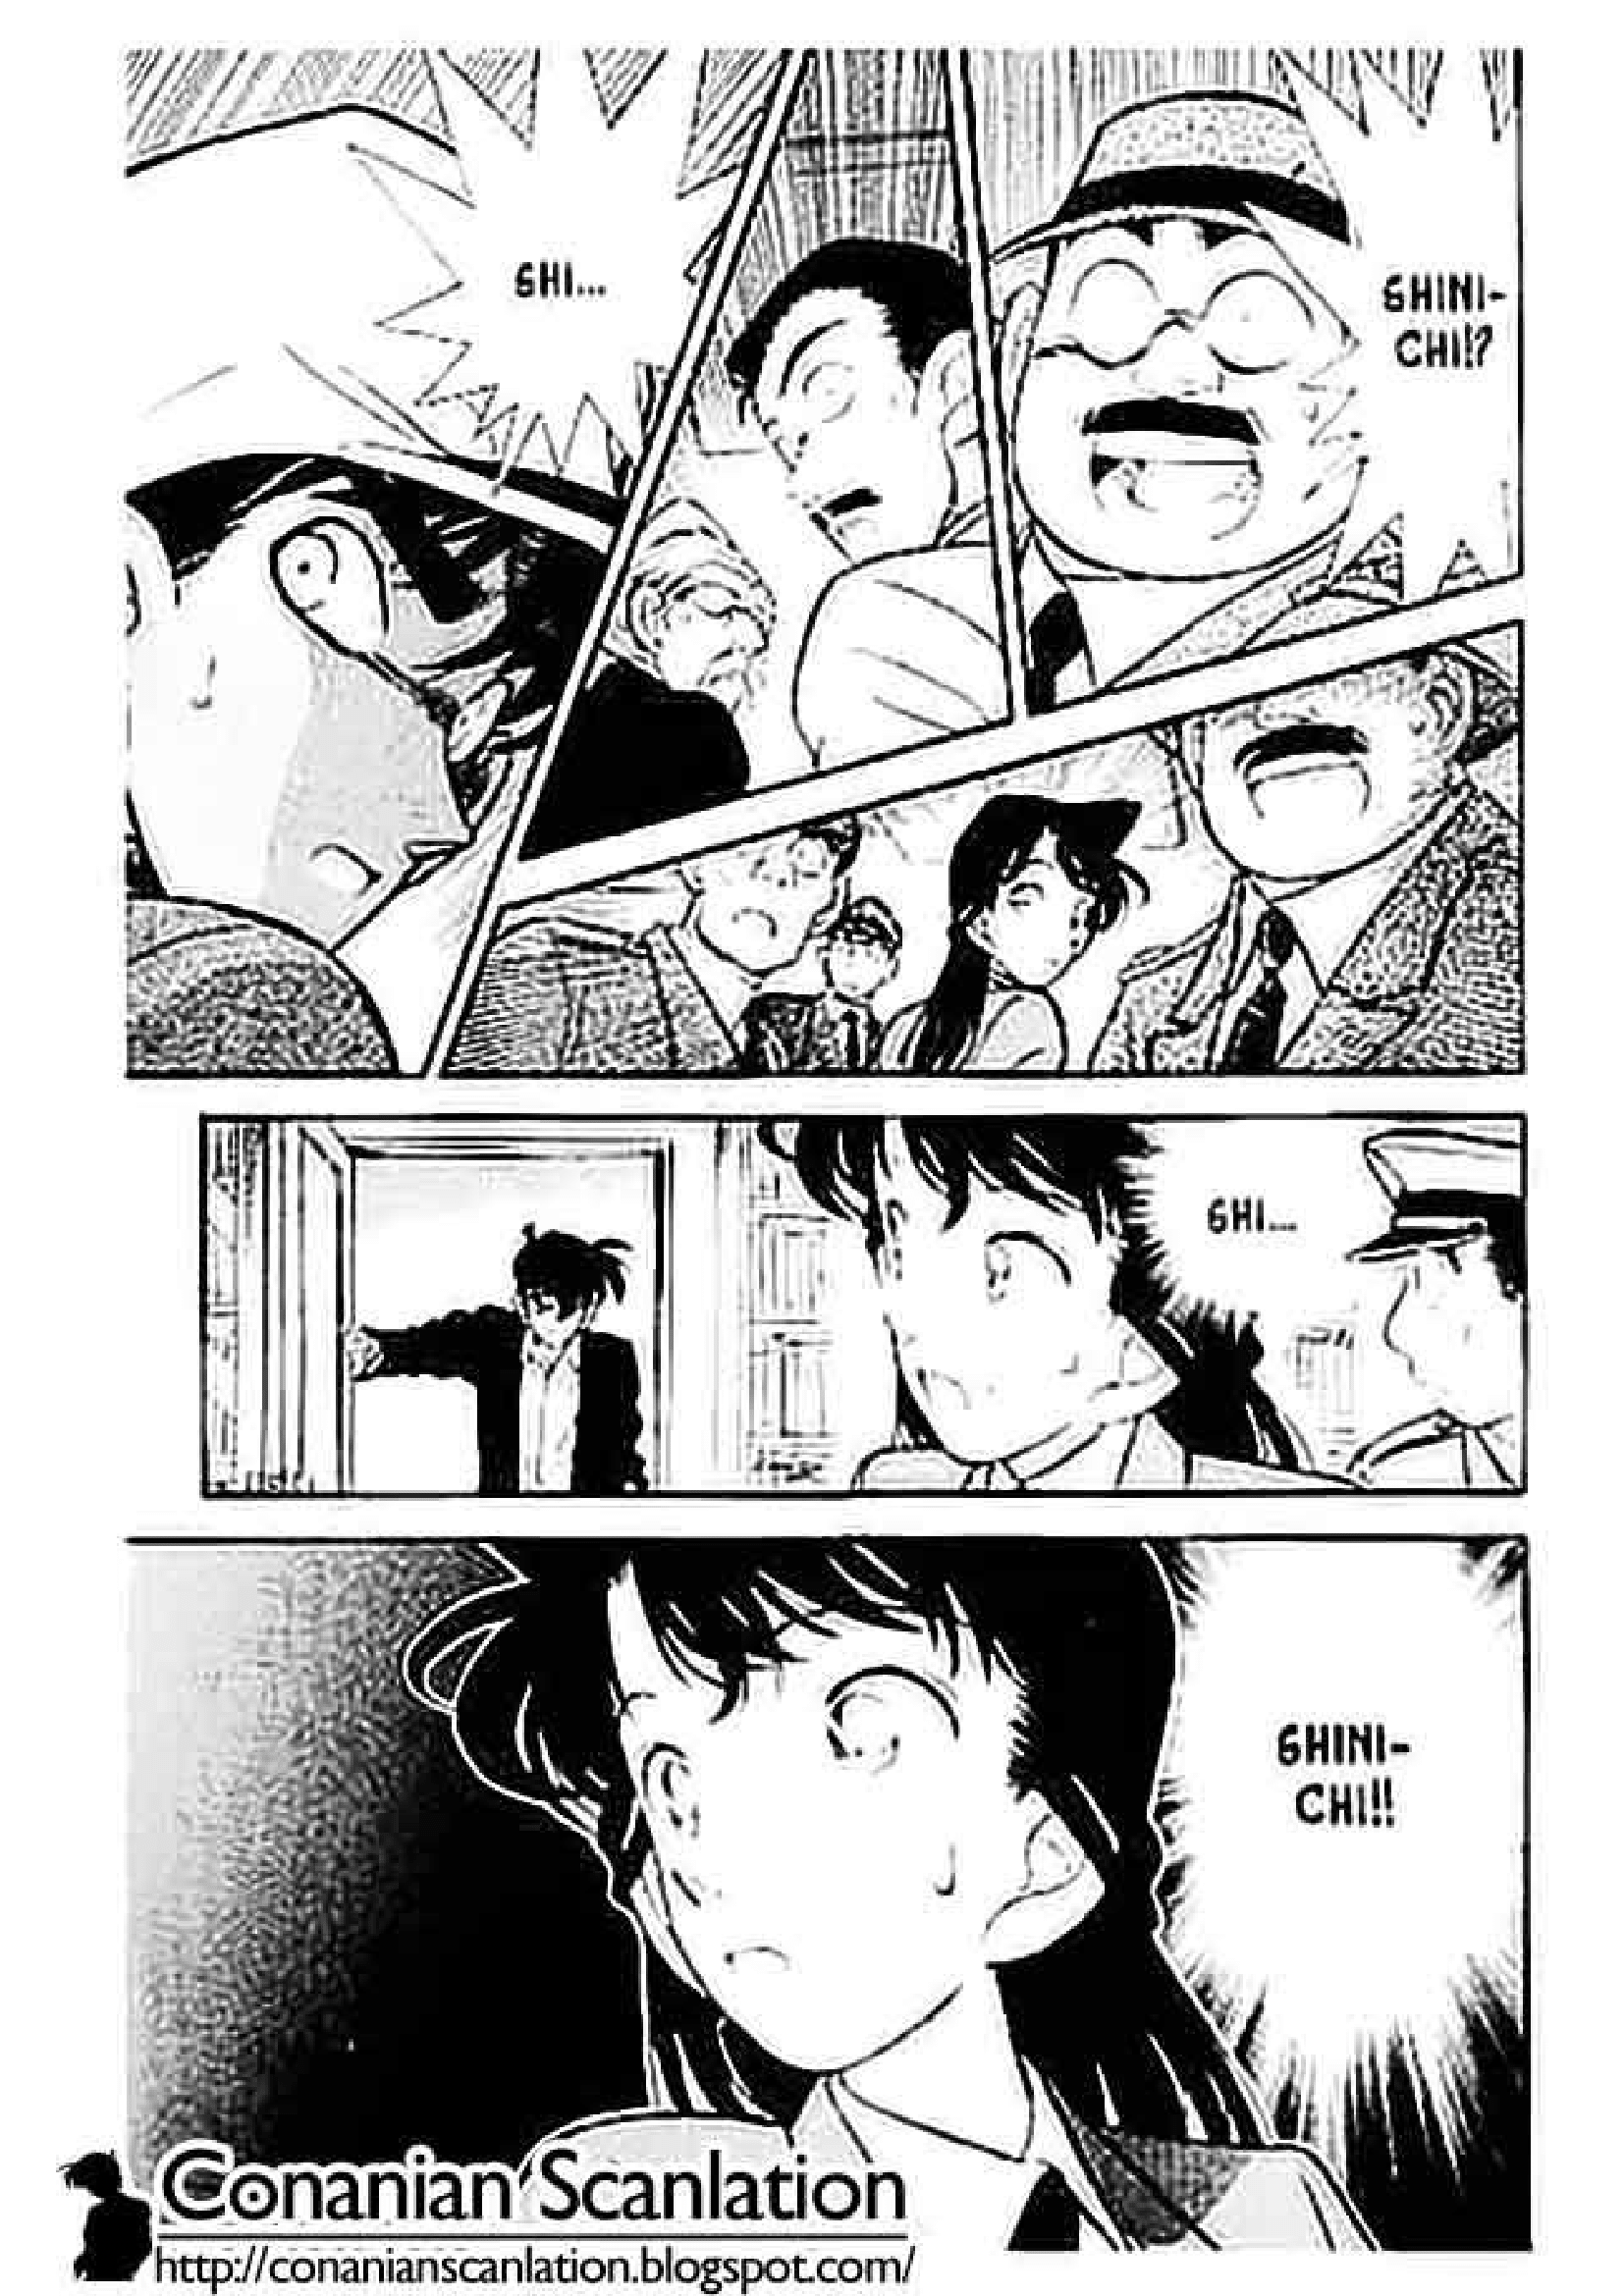 SHINI-
CHI!?
SHI...
SHI...
SHINI-
CHI!!
Conanian Scanlation
http://conanianscanlation.blogspot.com/